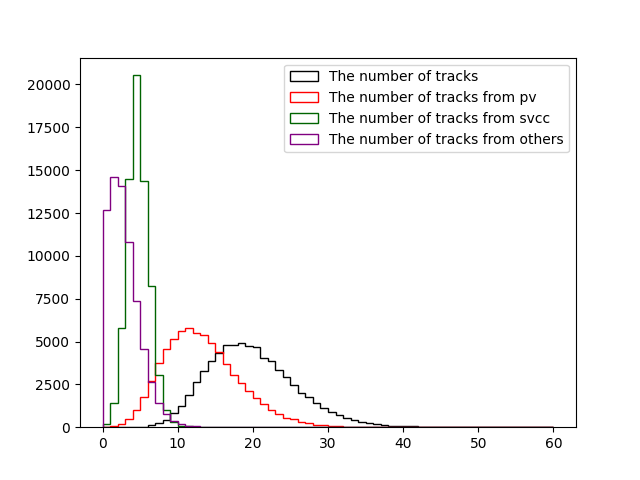 The number of tracks
The number of tracks from pv
The number of tracks from svcc
The number of tracks from others
20000
17500
15000
12500
10000
7500
5000
2500
0
0 10 20 30 40 50 60